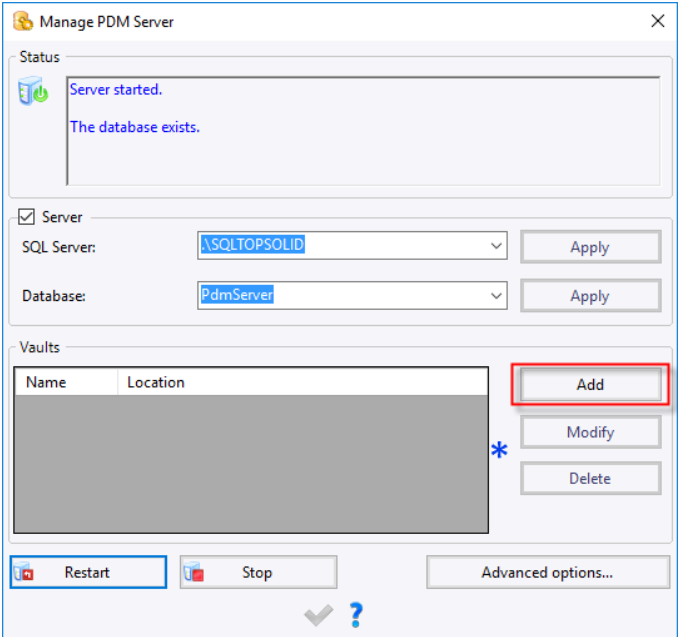 Manage PDM Server
Status
Server started.
The database exists.
Server
SQL Server: .\SQLTOPSOLID Apply
Database: PdmServer Apply
Vaults
Name Location
Add
*
Modify
Delete
Restart Stop Advanced options...
?